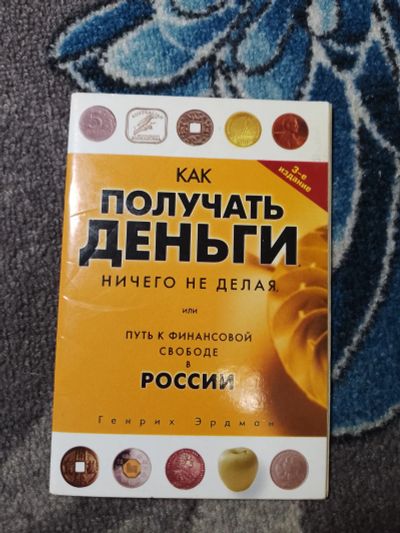 3-е
издание
КАК
ПОЛУЧАТЬ
ДЕНЬГИ,
НИЧЕГО НЕ ДЕЛАЯ,
или
ПУТЬ К ФИНАНСОВОЙ
СВОБОДЕ
В
РОССИИ
Генрих Эрдман